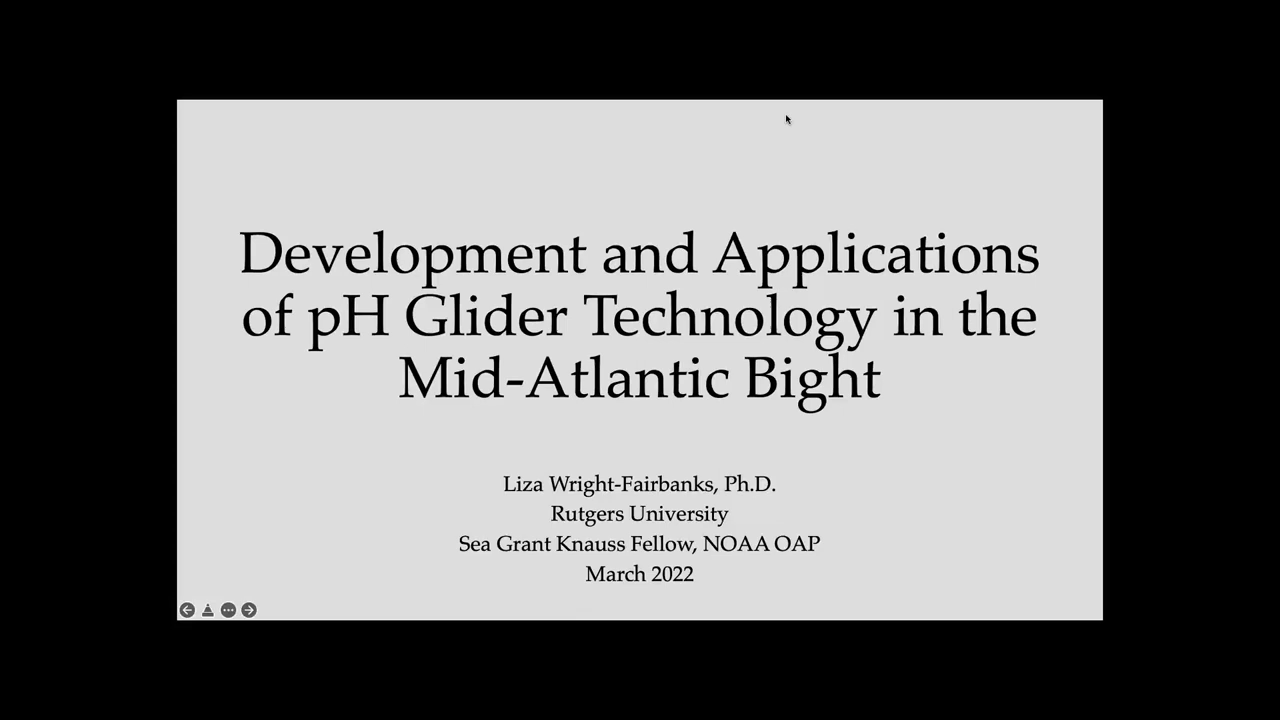 Development and Applications
of pH Glider Technology in the
Mid-Atlantic Bight
Liza Wright-Fairbanks, Ph.D.
Rutgers University
Sea Grant Knauss Fellow, NOAA OAP
March 2022